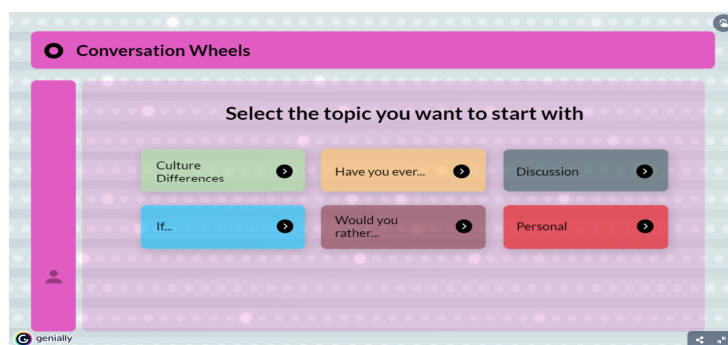 Conversation Wheels
Select the topic you want to start with
Culture
Differences
Have you ever...
Discussion
If...
Would you
rather...
Personal
genially